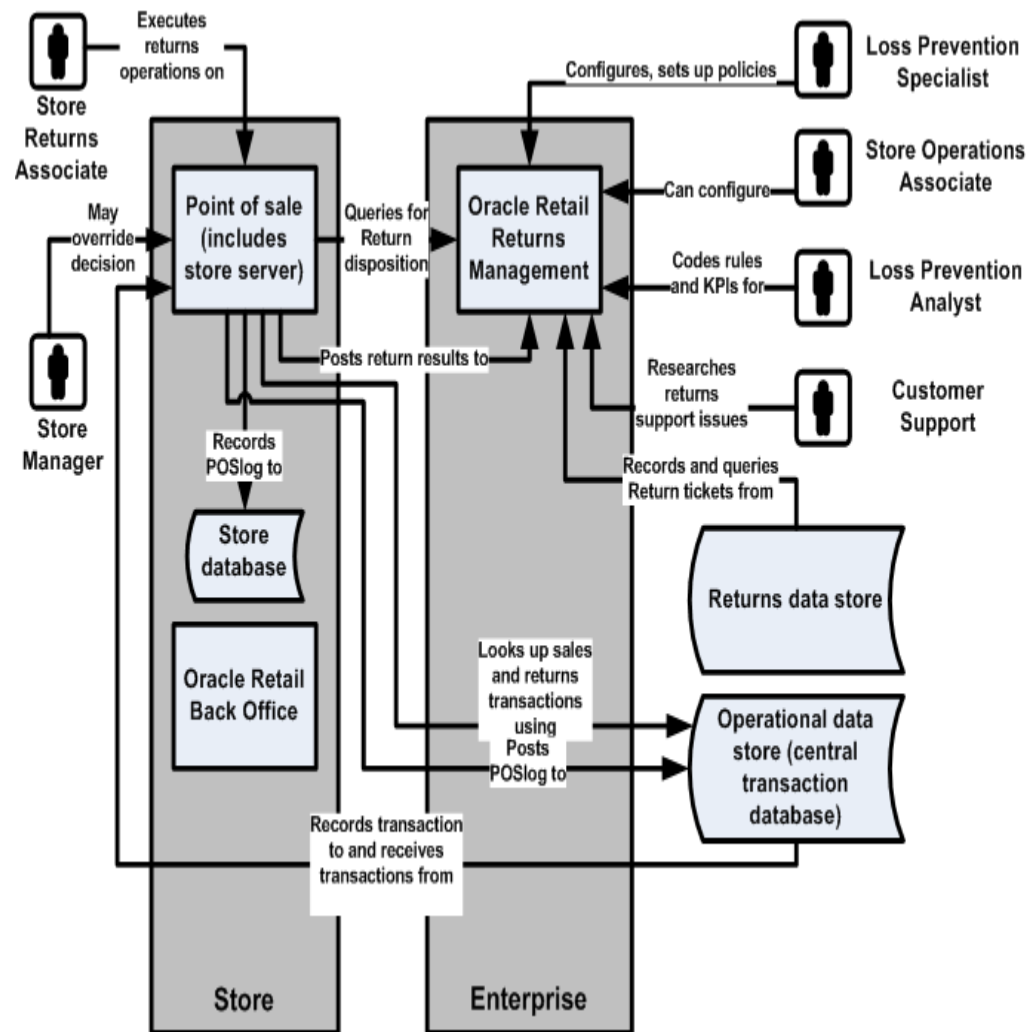 Executes
returns
operations on
Store
Returns
Associate
May
override
decision
Store
Manager
Point of sale
(includes
store server)
Queries for
Return
disposition
Oracle Retail
Returns
Management
Configures, sets up policies
Loss Prevention
Specialist
Can configure
Store Operations
Associate
Codes rules
and KPIs for
Loss Prevention
Analyst
Posts return results to
Researches
returns
support issues
Customer
Support
Records
POSlog to
Records and queries
Return tickets from
Store
database
Returns data store
Oracle Retail
Back Office
Looks up sales
and returns
transactions
using
Posts
POSlog to
Operational data
store (central
transaction
database)
Records transaction
to and receives
transactions from
Store
Enterprise